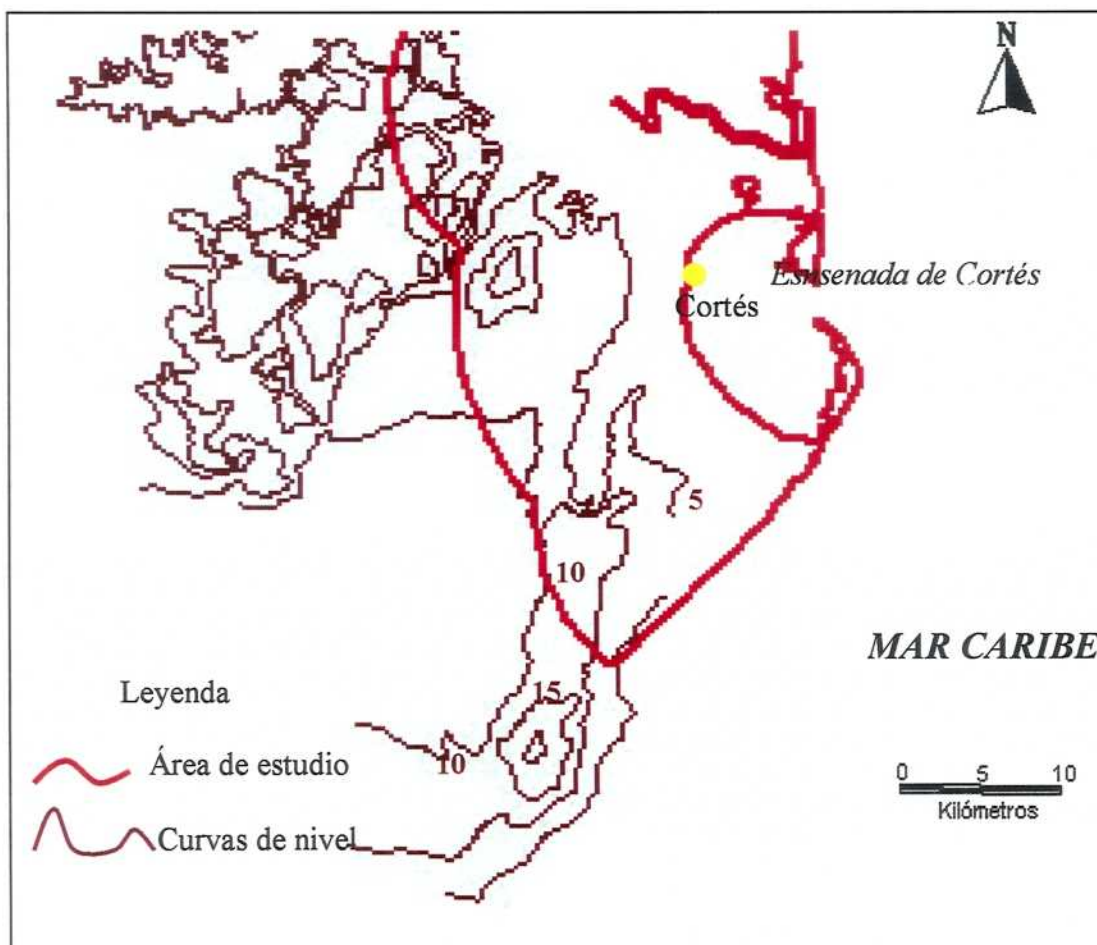 N
Esnsenada de Cortés
Cortés
5
10
MAR CARIBE
15
10
Leyenda
Área de estudio
Curvas de nivel
0 5 10
Kilómetros